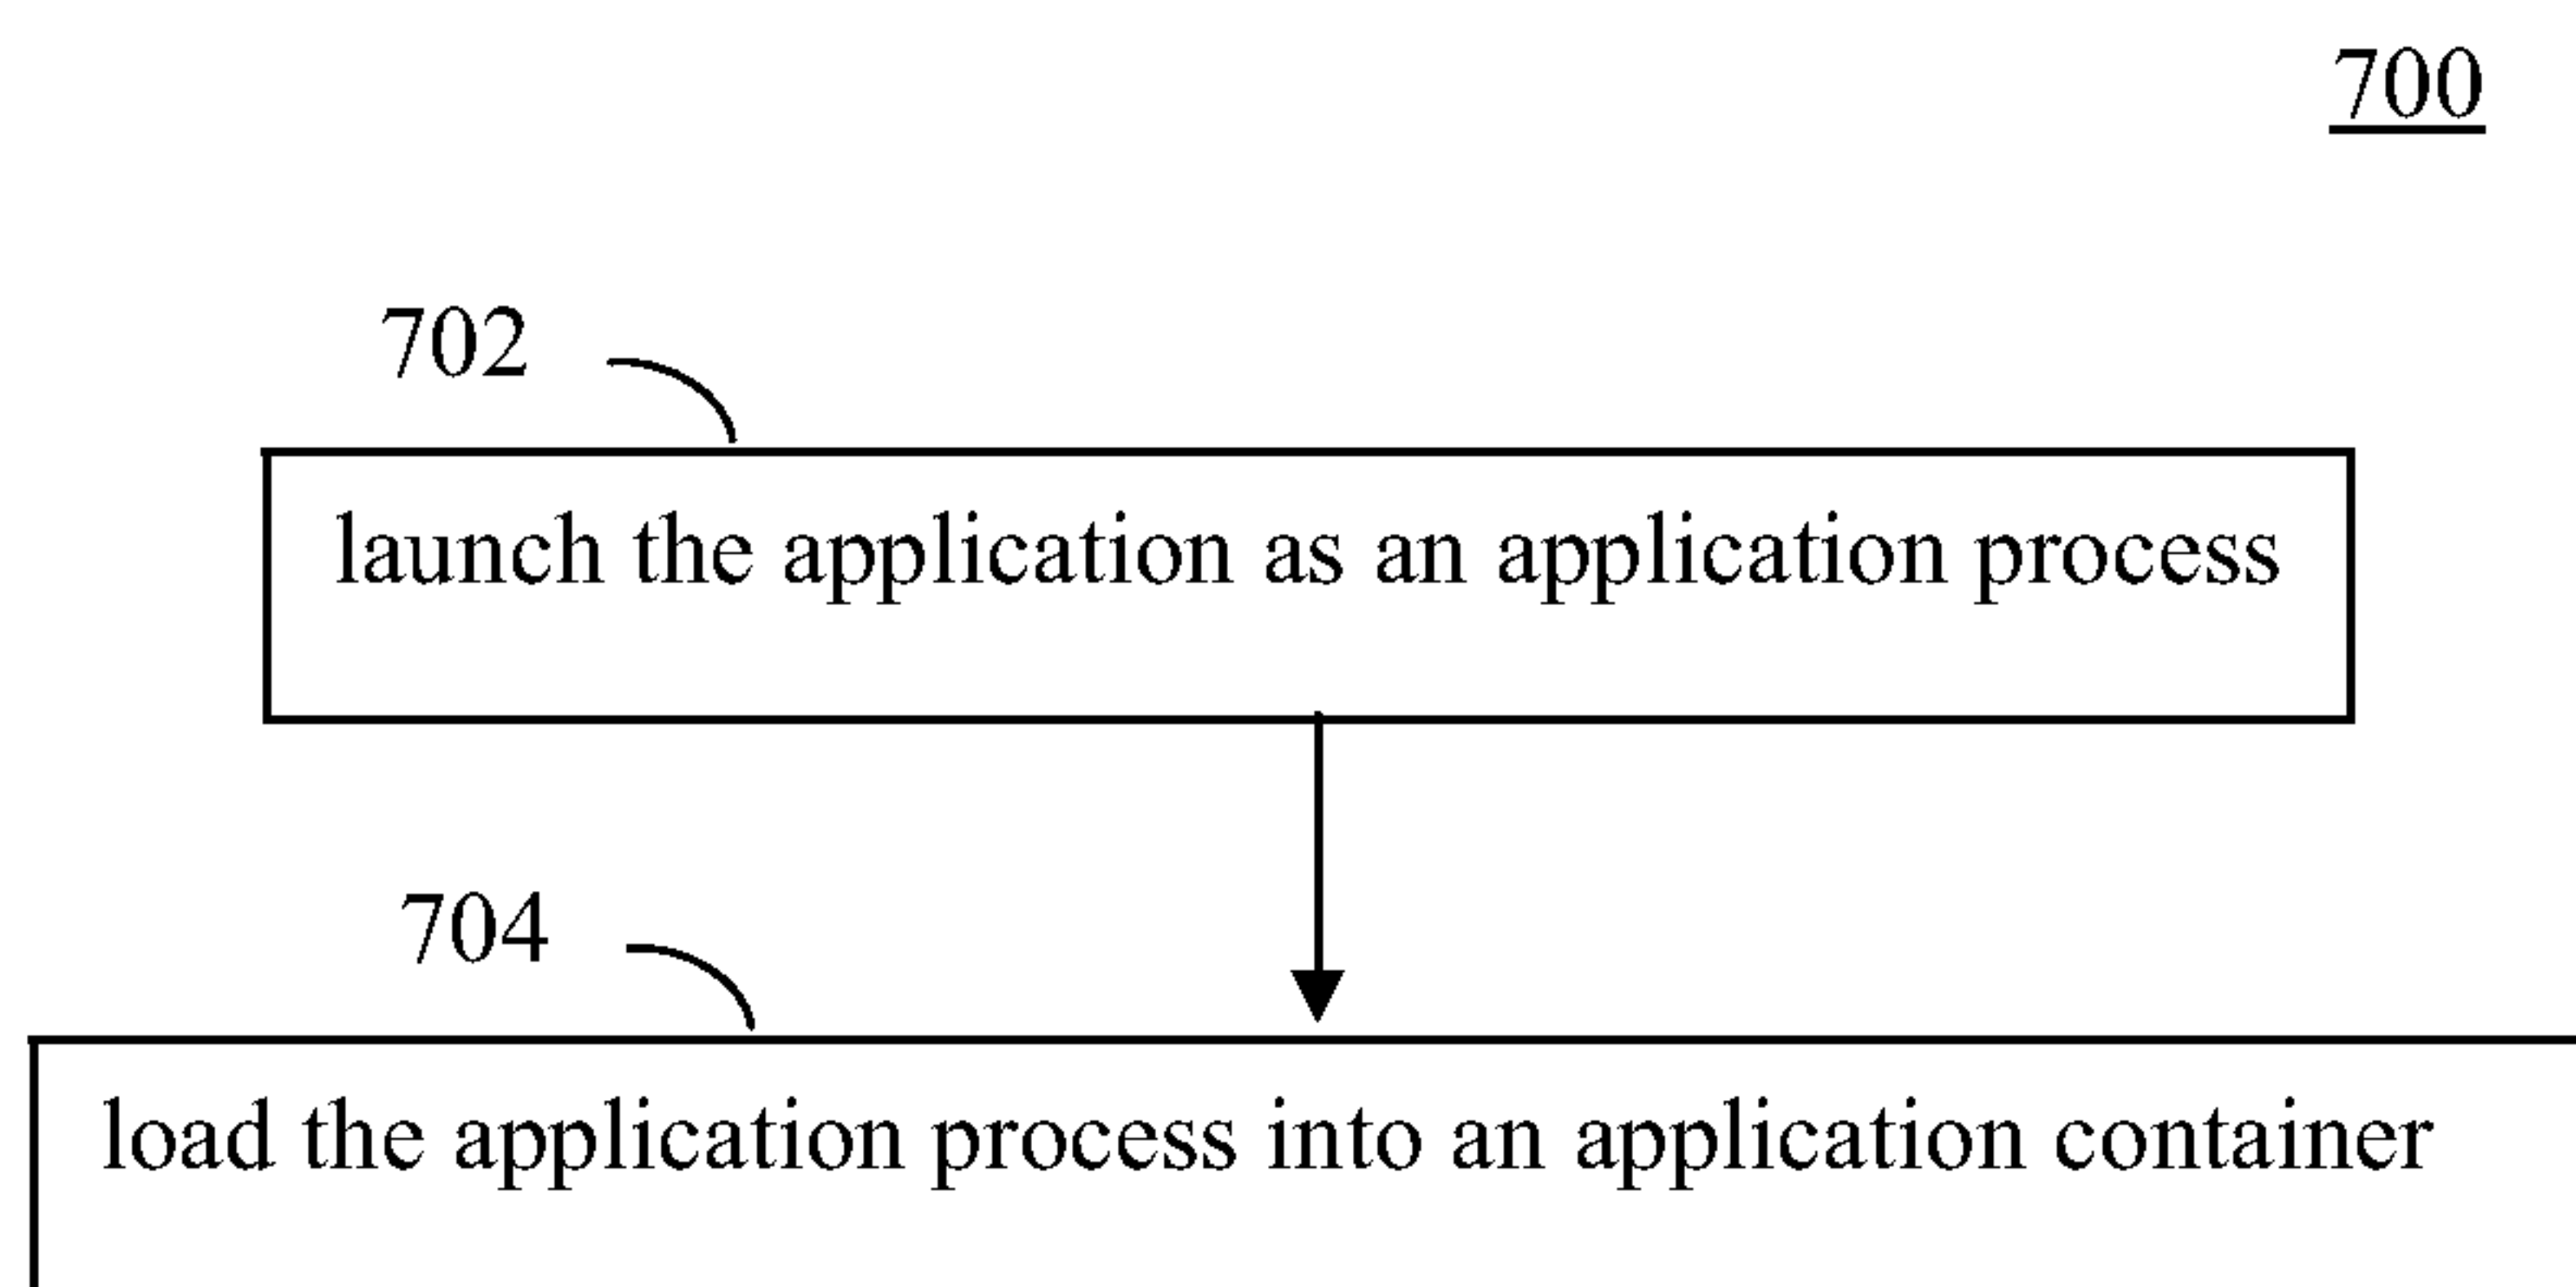 700
702
launch the application as an application process
704
load the application process into an application container